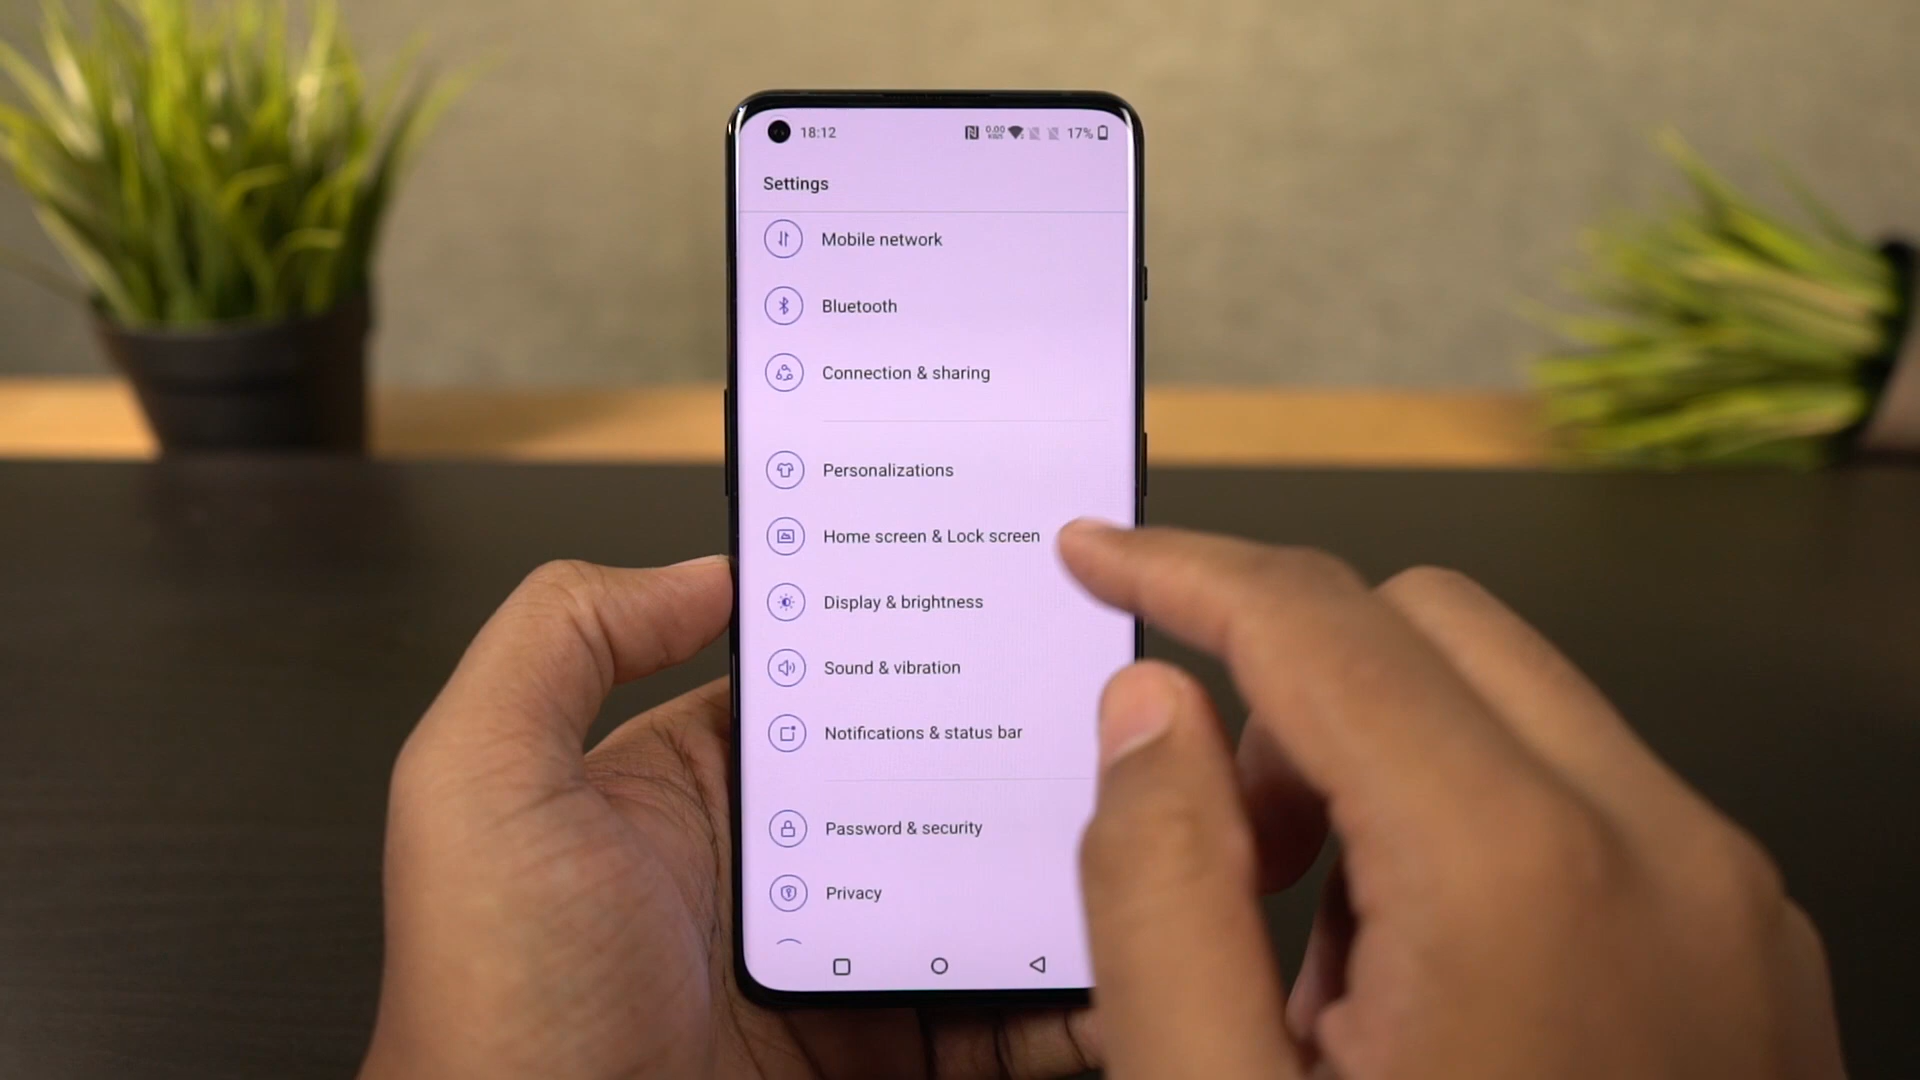 18:12 0.00 KB/s 17%
Settings
Mobile network
Bluetooth
Connection & sharing
Personalizations
Home screen & Lock screen
Display & brightness
Sound & vibration
Notifications & status bar
Password & security
Privacy